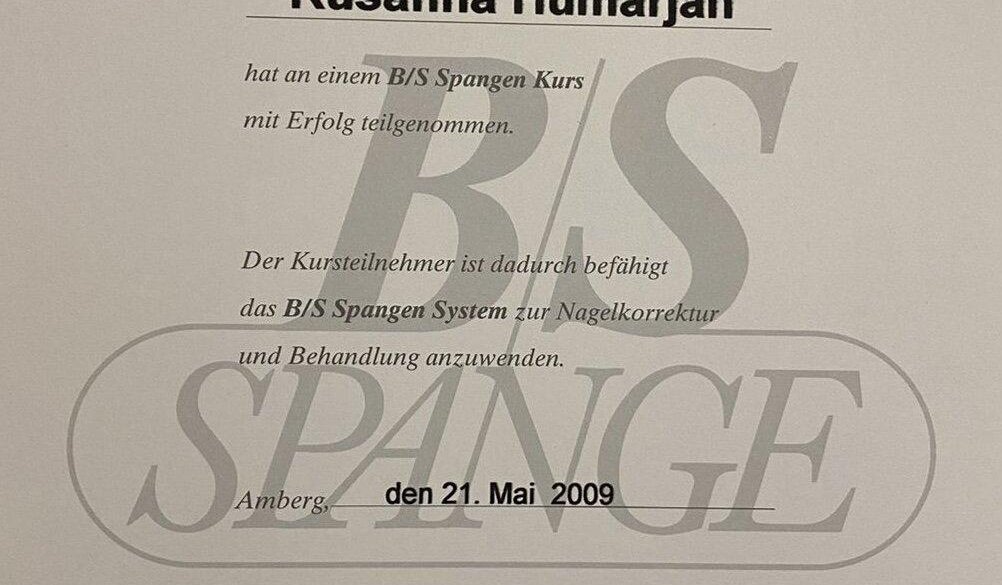 hat an einem B/S Spangen Kurs
mit Erfolg teilgenommen.
Der Kursteilnehmer ist dadurch befähigt
das B/S Spangen System zur Nagelkorrektur
und Behandlung anzuwenden.
B/S
SPANGE
Amberg, den 21. Mai 2009